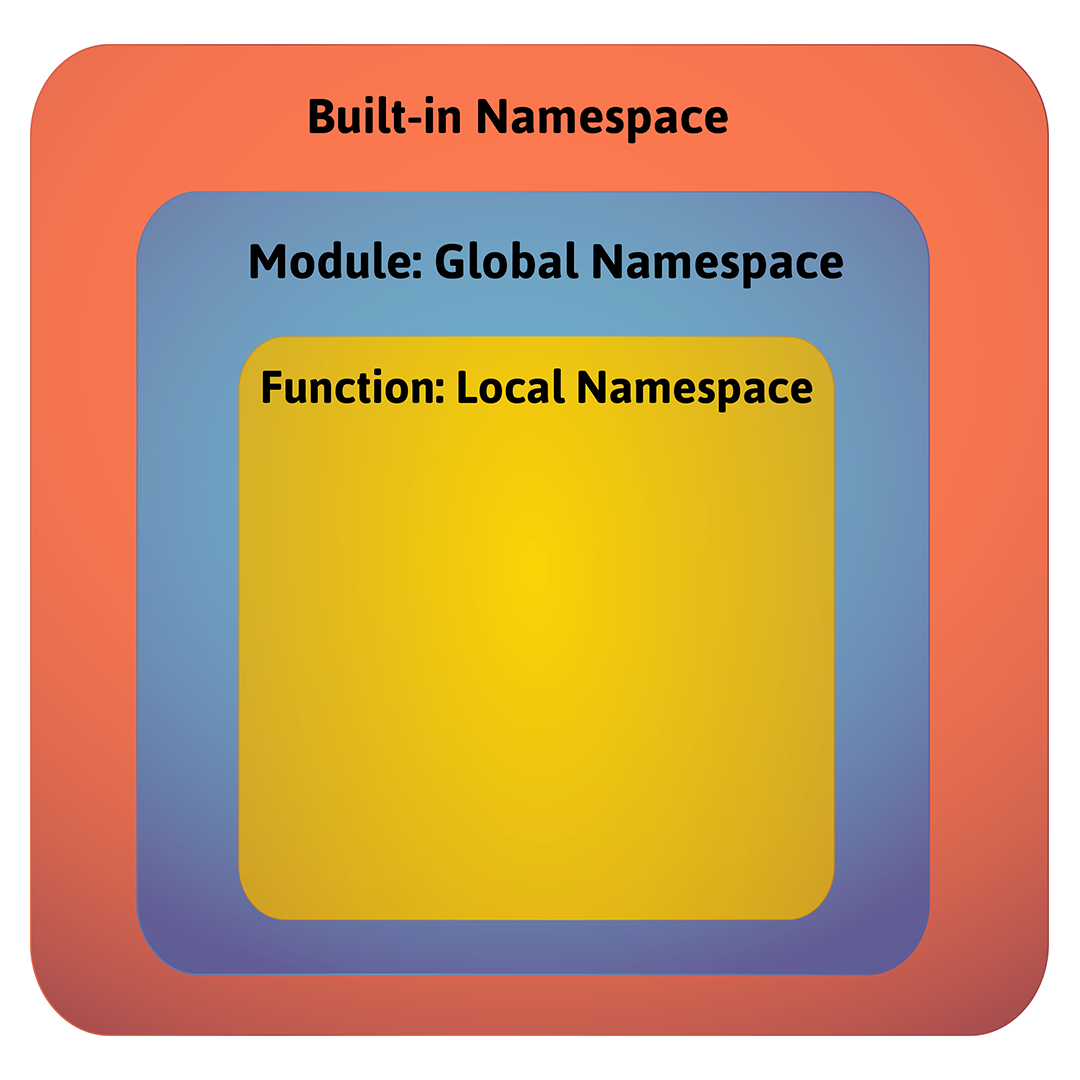 Built-in Namespace
Module: Global Namespace
Function: Local Namespace